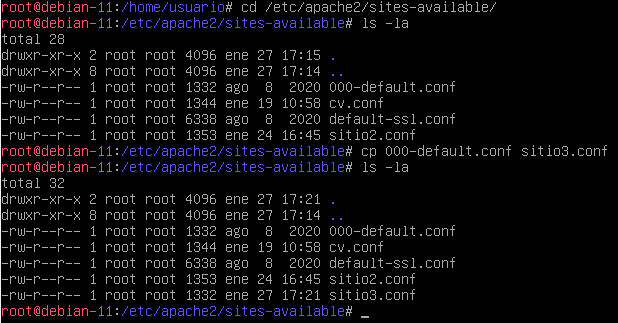 root@debian-11:/home/usuario# cd /etc/apache2/sites-available/
root@debian-11:/etc/apache2/sites-available# ls -la
total 28
drwxr-xr-x 2 root root 4096 ene 27 17:15 .
drwxr-xr-x 8 root root 4096 ene 27 17:14 ..
-rw-r--r-- 1 root root 1332 ago  8  2020 000-default.conf
-rw-r--r-- 1 root root 1344 ene 19 10:58 cv.conf
-rw-r--r-- 1 root root 6338 ago  8  2020 default-ssl.conf
-rw-r--r-- 1 root root 1353 ene 24 16:45 sitio2.conf
root@debian-11:/etc/apache2/sites-available# cp 000-default.conf sitio3.conf
root@debian-11:/etc/apache2/sites-available# ls -la
total 32
drwxr-xr-x 2 root root 4096 ene 27 17:21 .
drwxr-xr-x 8 root root 4096 ene 27 17:14 ..
-rw-r--r-- 1 root root 1332 ago  8  2020 000-default.conf
-rw-r--r-- 1 root root 1344 ene 19 10:58 cv.conf
-rw-r--r-- 1 root root 6338 ago  8  2020 default-ssl.conf
-rw-r--r-- 1 root root 1353 ene 24 16:45 sitio2.conf
-rw-r--r-- 1 root root 1332 ene 27 17:21 sitio3.conf
root@debian-11:/etc/apache2/sites-available# _